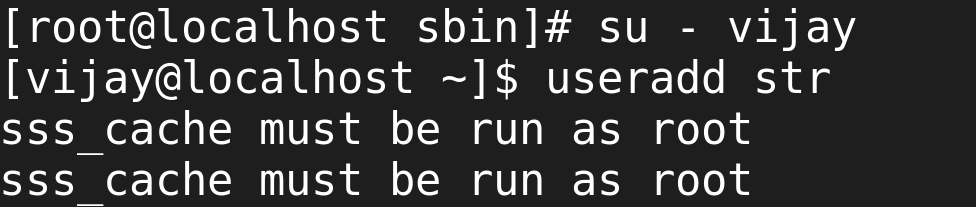 [root@localhost sbin]# su - vijay
[vijay@localhost ~]$ useradd str
sss_cache must be run as root
sss_cache must be run as root